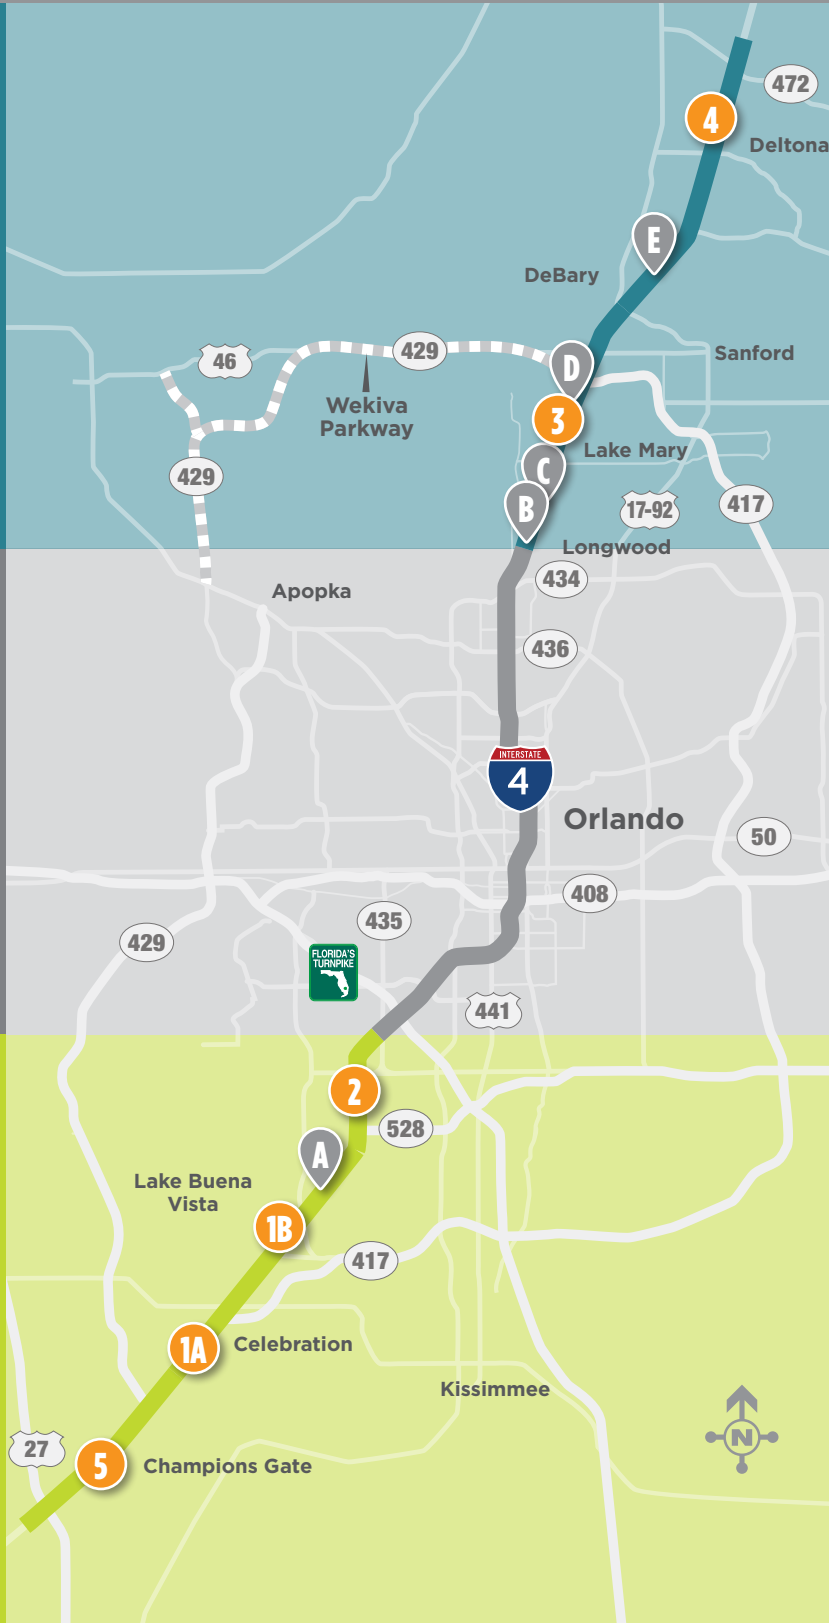 472
4
Deltona
E
DeBary
Sanford
46
429
D
Wekiva
Parkway
3
Lake Mary
C
429
B
17-92
417
Longwood
434
Apopka
436
INTERSTATE
4
Orlando
50
408
435
429
FLORIDA'S
TURNPIKE
441
2
528
A
Lake Buena
Vista
1B
417
1A
Celebration
Kissimmee
N
27
5
Champions Gate